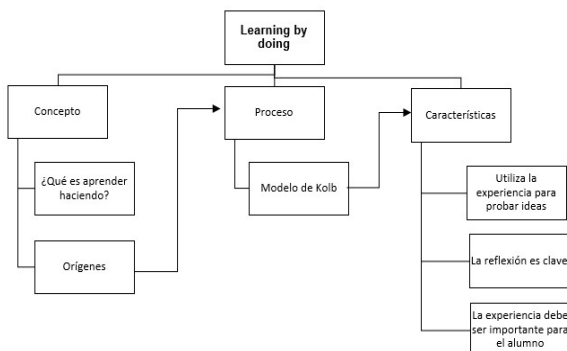 Learning by
doing
Concepto
Proceso
Características
¿Qué es aprender
haciendo?
Orígenes
Modelo de Kolb
Utiliza la
experiencia para
probar ideas
La reflexión es clave
La experiencia debe
ser importante para
el alumno